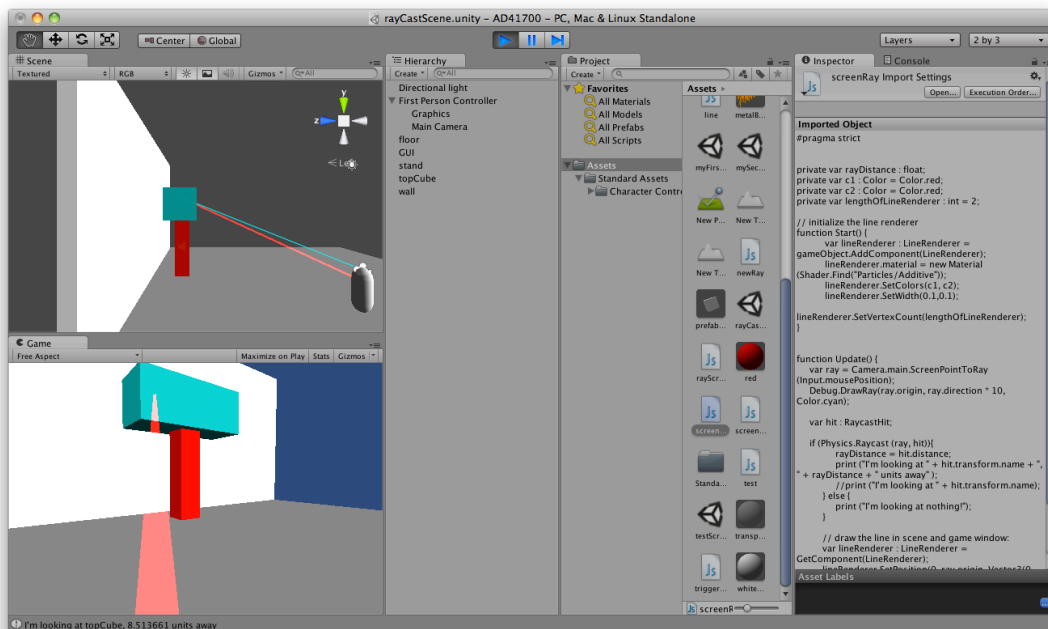 rayCastScene.unity - AD41700 - PC, Mac & Linux Standalone
Center
Global
Layers
2 by 3
Scene
Textured
RGB
Gizmos
All
y
z
Left
Hierarchy
Create
All
Directional light
First Person Controller
Graphics
Main Camera
floor
GUI
stand
topCube
wall
Project
Create
Favorites
All Materials
All Models
All Prefabs
All Scripts
Assets
Standard Assets
Character Contro
Assets
line
metalB...
myFirs...
mySec...
New P...
New T...
New T...
newRay
prefab...
rayCas...
rayScr...
red
screen...
screen...
Standa...
test
testScr...
transp...
trigger...
white...
screenR
Inspector
Console
screenRay Import Settings
Open...
Execution Order...
Imported Object
#pragma strict
private var rayDistance : float;
private var c1 : Color = Color.red;
private var c2 : Color = Color.red;
private var lengthOfLineRenderer : int = 2;
// initialize the line renderer
function Start() {
var lineRenderer : LineRenderer =
gameObject.AddComponent(LineRenderer);
lineRenderer.material = new Material
(Shader.Find("Particles/Additive"));
lineRenderer.SetColors(c1, c2);
lineRenderer.SetWidth(0.1,0.1);
lineRenderer.SetVertexCount(lengthOfLineRenderer);
}
function Update() {
var ray = Camera.main.ScreenPointToRay
(Input.mousePosition);
Debug.DrawRay(ray.origin, ray.direction * 10,
Color.cyan);
var hit : RaycastHit;
if (Physics.Raycast (ray, hit)){
rayDistance = hit.distance;
print ("I'm looking at " + hit.transform.name + ",
" + rayDistance + " units away" );
//print ("I'm looking at " + hit.transform.name);
} else {
print ("I'm looking at nothing!");
}
// draw the line in scene and game window:
var lineRenderer : LineRenderer =
GetComponent(LineRenderer);
lineRenderer.SetPosition(0, ray.origin, Vector3(0
Asset Labels
Game
Free Aspect
Maximize on Play
Stats
Gizmos
I'm looking at topCube, 8.513661 units away